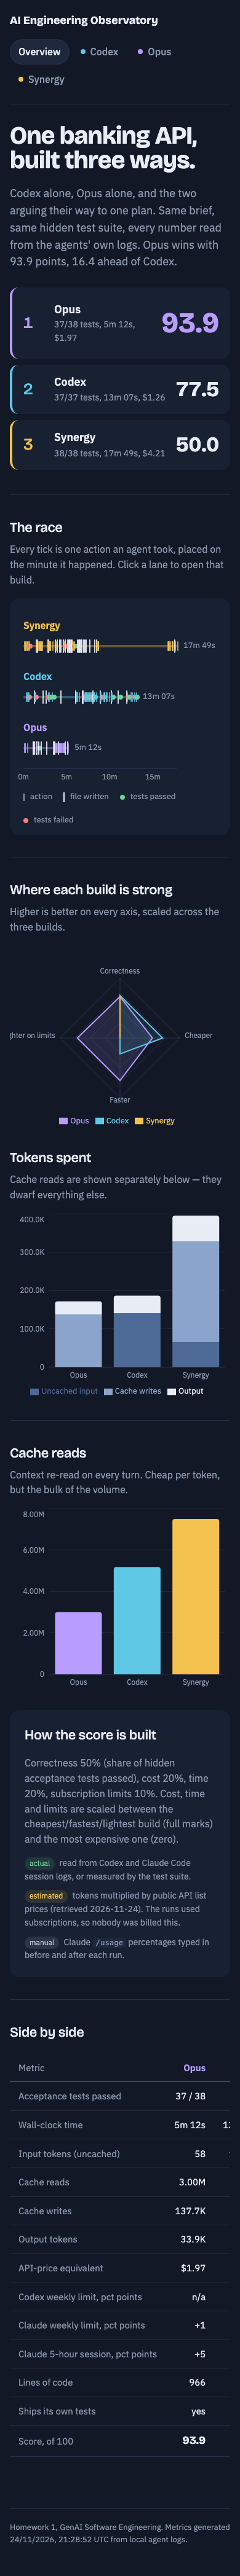 AI Engineering Observatory
Overview
Codex
Opus
Synergy
One banking API,
built three ways.
Codex alone, Opus alone, and the two
arguing their way to one plan. Same brief,
same hidden test suite, every number read
from the agents' own logs. Opus wins with
93.9 points, 16.4 ahead of Codex.
1
Opus
37/38 tests, 5m 12s,
$1.97
93.9
2
Codex
37/37 tests, 13m 07s, $1.26
77.5
3
Synergy
38/38 tests, 17m 49s, $4.21
50.0
The race
Every tick is one action an agent took, placed on
the minute it happened. Click a lane to open that
build.
Synergy
17m 49s
Codex
13m 07s
Opus
5m 12s
0m 5m 10m 15m
action file written tests passed
tests failed
Where each build is strong
Higher is better on every axis, scaled across the
three builds.
Correctness
ghter on limits
Cheaper
Faster
Opus Codex Synergy
Tokens spent
Cache reads are shown separately below — they
dwarf everything else.
400.0K
300.0K
200.0K
100.0K
0
Opus Codex Synergy
Uncached input Cache writes Output
Cache reads
Context re-read on every turn. Cheap per token,
but the bulk of the volume.
8.00M
6.00M
4.00M
2.00M
0
Opus Codex Synergy
How the score is built
Correctness 50% (share of hidden
acceptance tests passed), cost 20%, time
20%, subscription limits 10%. Cost, time
and limits are scaled between the
cheapest/fastest/lightest build (full marks)
and the most expensive one (zero).
actual read from Codex and Claude Code
session logs, or measured by the test suite.
estimated tokens multiplied by public API list
prices (retrieved 2026-11-24). The runs used
subscriptions, so nobody was billed this.
manual Claude /usage percentages typed in
before and after each run.
Side by side
Metric Opus
Acceptance tests passed 37 / 38
Wall-clock time 5m 12s
Input tokens (uncached) 58
Cache reads 3.00M
Cache writes 137.7K
Output tokens 33.9K
API-price equivalent $1.97
Codex weekly limit, pct points n/a
Claude weekly limit, pct points +1
Claude 5-hour session, pct points +5
Lines of code 966
Ships its own tests yes
Score, of 100 93.9
Homework 1, GenAI Software Engineering. Metrics generated
24/11/2026, 21:28:52 UTC from local agent logs.